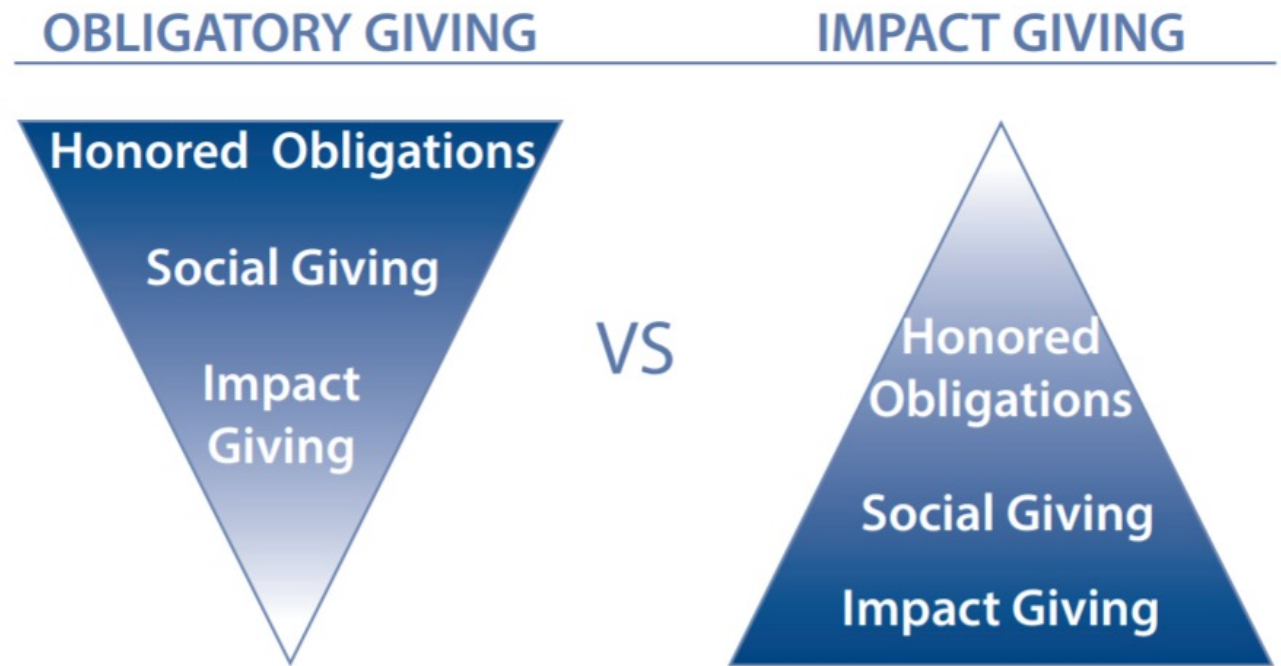 OBLIGATORY GIVING
IMPACT GIVING
Honored Obligations
Social Giving
Impact
Giving
VS
Honored
Obligations
Social Giving
Impact Giving